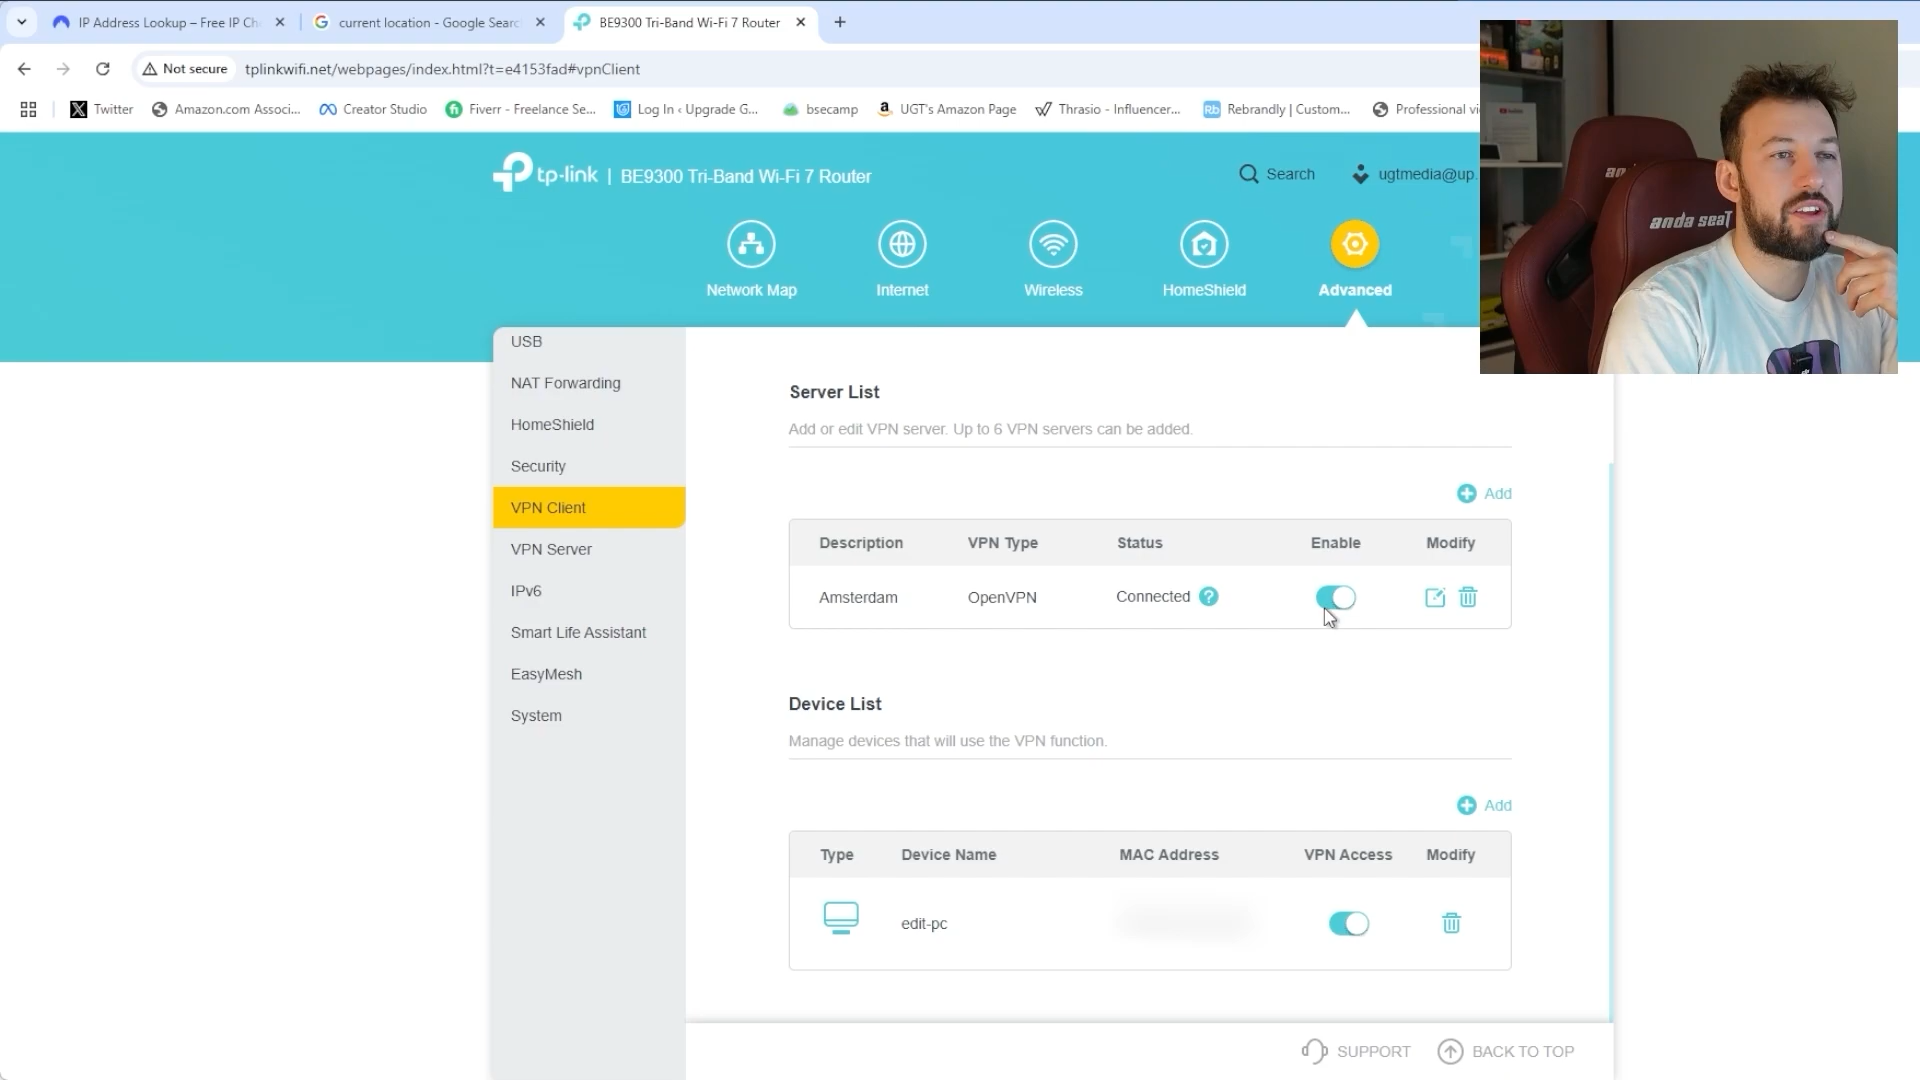 IP Address Lookup – Free IP Ch
current location - Google Searc
BE9300 Tri-Band Wi-Fi 7 Router
Not secure
tplinkwifi.net/webpages/index.html?t=e4153fad#vpnClient
Twitter
Amazon.com Associ...
Creator Studio
Fiverr - Freelance Se...
Log In ‹ Upgrade G...
bsecamp
UGT's Amazon Page
Thrasio - Influencer...
Rebrandly | Custom...
Professional vi
tp-link | BE9300 Tri-Band Wi-Fi 7 Router
Search
ugtmedia@up.
anda seaT
Network Map
Internet
Wireless
HomeShield
Advanced
USB
NAT Forwarding
HomeShield
Security
VPN Client
VPN Server
IPv6
Smart Life Assistant
EasyMesh
System
Server List
Add or edit VPN server. Up to 6 VPN servers can be added.
Add
Description VPN Type Status Enable Modify
Amsterdam OpenVPN Connected ?
Device List
Manage devices that will use the VPN function.
Add
Type Device Name MAC Address VPN Access Modify
edit-pc
SUPPORT
BACK TO TOP